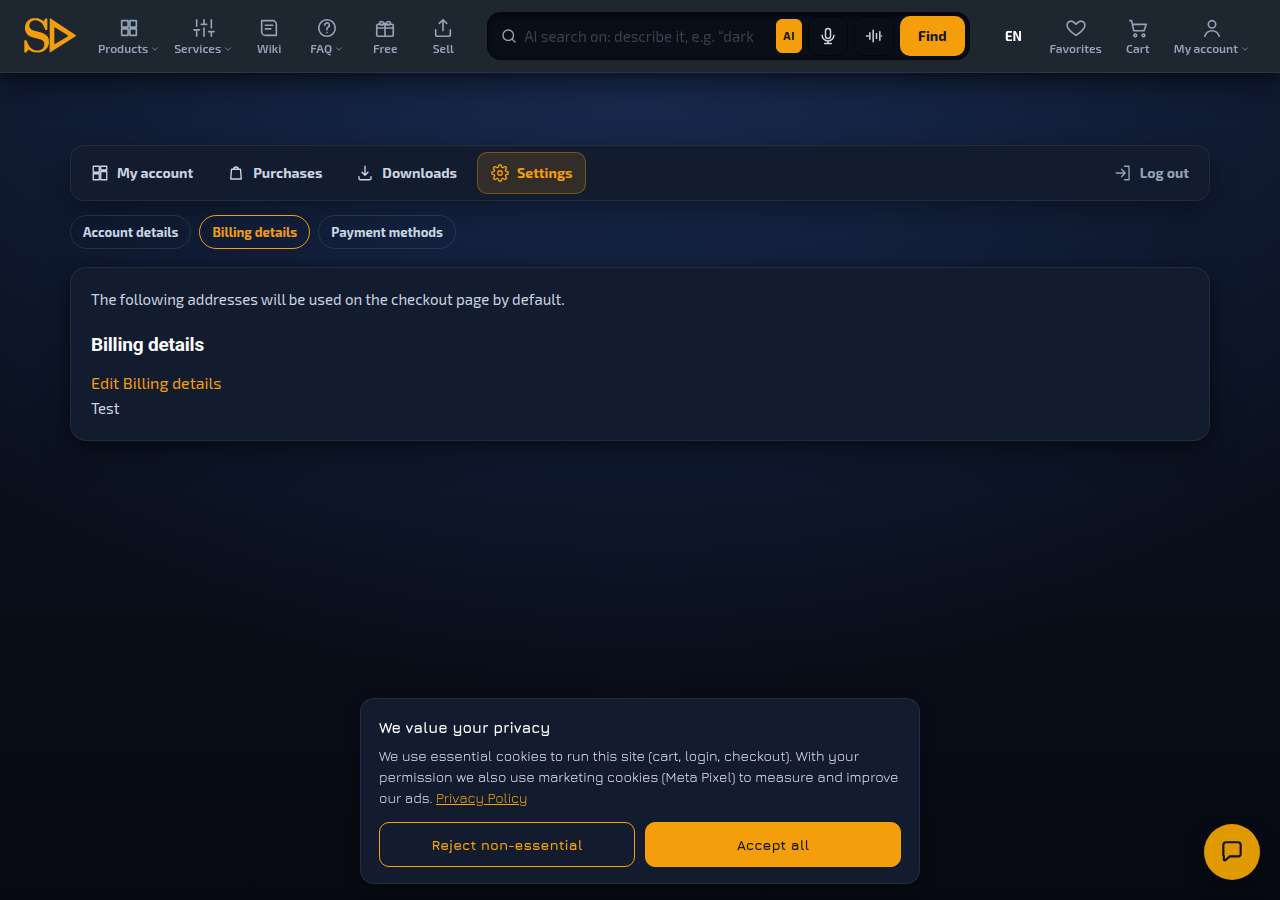 SD
Products
Services
Wiki
FAQ
Free
Sell
AI search on: describe it, e.g. "dark
AI
Find
EN
Favorites
Cart
My account
My account
Purchases
Downloads
Settings
Log out
Account details
Billing details
Payment methods
The following addresses will be used on the checkout page by default.
Billing details
Edit Billing details
Test
We value your privacy
We use essential cookies to run this site (cart, login, checkout). With your
permission we also use marketing cookies (Meta Pixel) to measure and improve
our ads. Privacy Policy
Reject non-essential
Accept all